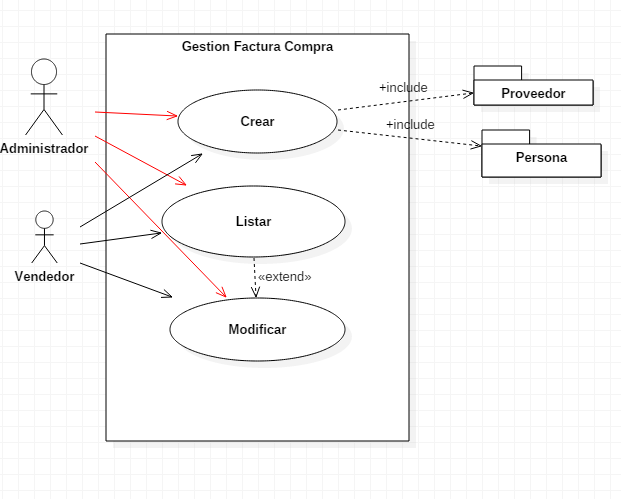 Gestion Factura Compra
+include
Proveedor
Crear
+include
Administrador
Persona
Listar
Vendedor
«extend»
Modificar